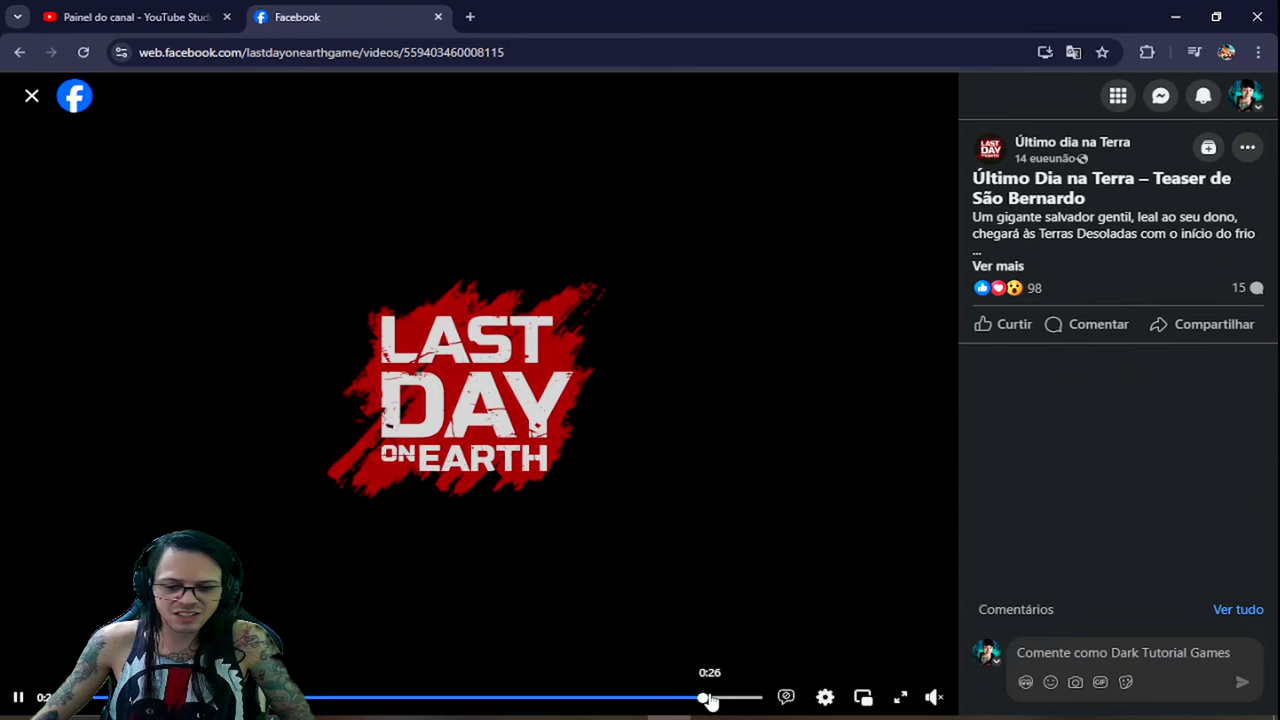 Painel do canal - YouTube Stud
Facebook
web.facebook.com/lastdayonearthgame/videos/559403460008115
Último dia na Terra
14 eueunão
Último Dia na Terra – Teaser de
São Bernardo
Um gigante salvador gentil, leal ao seu dono,
chegará às Terras Desoladas com o início do frio
...
Ver mais
98
15
Curtir
Comentar
Compartilhar
LAST
DAY
ON EARTH
Comentários
Ver tudo
Comente como Dark Tutorial Games
0:26